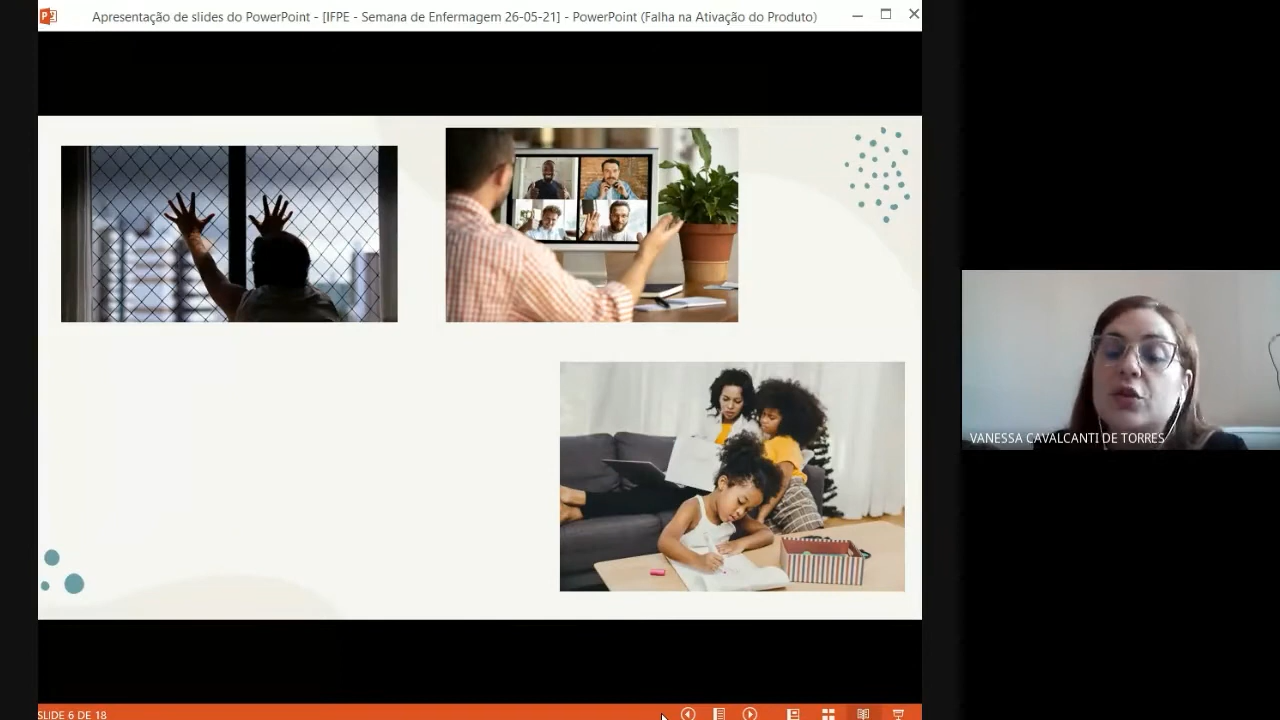 Apresentação de slides do PowerPoint - [IFPE - Semana de Enfermagem 26-05-21] - PowerPoint (Falha na Ativação do Produto)
VANESSA CAVALCANTI DE TORRES
SLIDE 6 DE 18